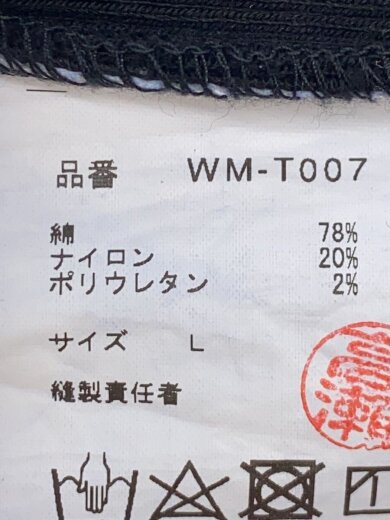 品番 WM-T007
綿 78%
ナイロン 20%
ポリウレタン 2%
サイズ L
縫製責任者